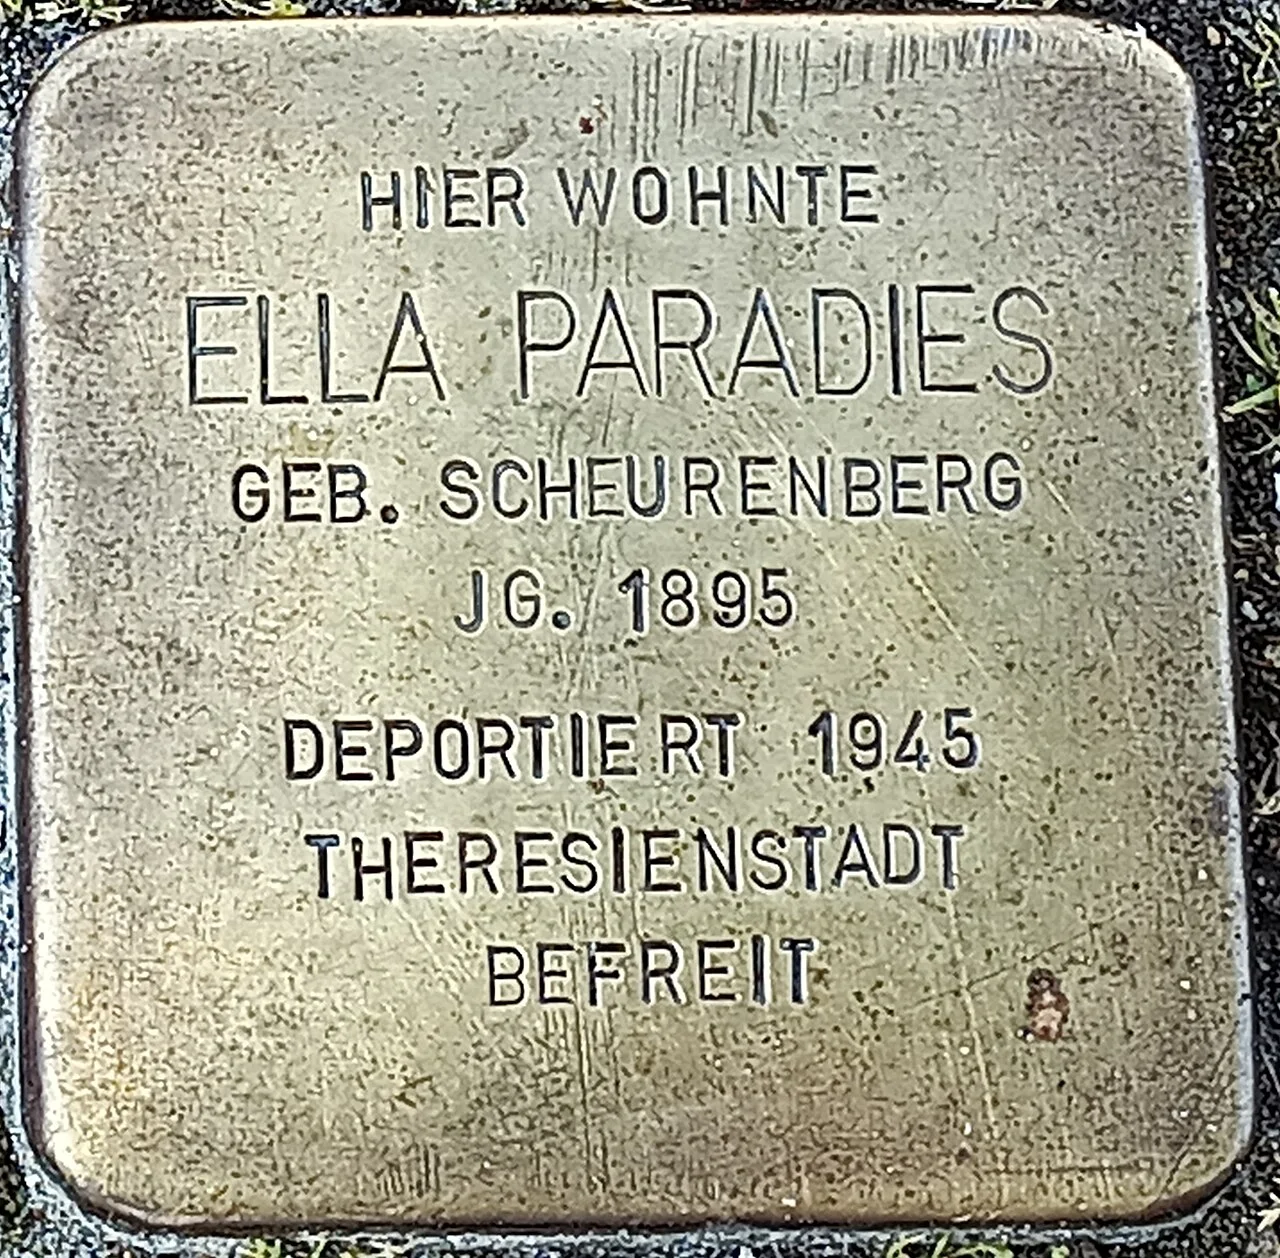 HIER WOHNTE
ELLA PARADIES
GEB. SCHEURENBERG
JG. 1895
DEPORTIERT 1945
THERESIENSTADT
BEFREIT